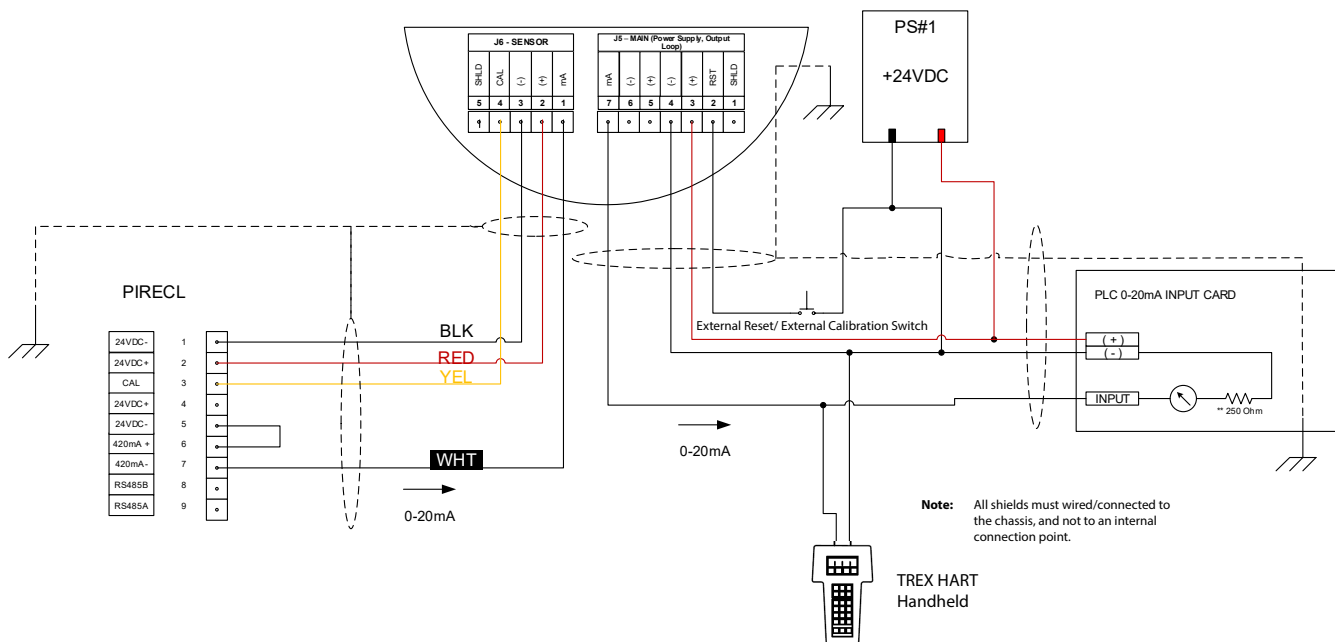 PS#1
+24VDC
J6 - SENSOR
SHLD
CAL
(-)
(+)
mA
5
4
3
2
1
J5 – MAIN (Power Supply, Output
Loop)
mA
(-)
(+)
(-)
(+)
RST
SHLD
7
6
5
4
3
2
1
PIRECL
24VDC- 1
24VDC+ 2
CAL 3
24VDC+ 4
24VDC- 5
420mA + 6
420mA- 7
RS485B 8
RS485A 9
BLK
RED
YEL
WHT
0-20mA
External Reset/ External Calibration Switch
0-20mA
PLC 0-20mA INPUT CARD
(+)
(-)
INPUT
** 250 Ohm
Note: All shields must wired/connected to
the chassis, and not to an internal
connection point.
TREX HART
Handheld